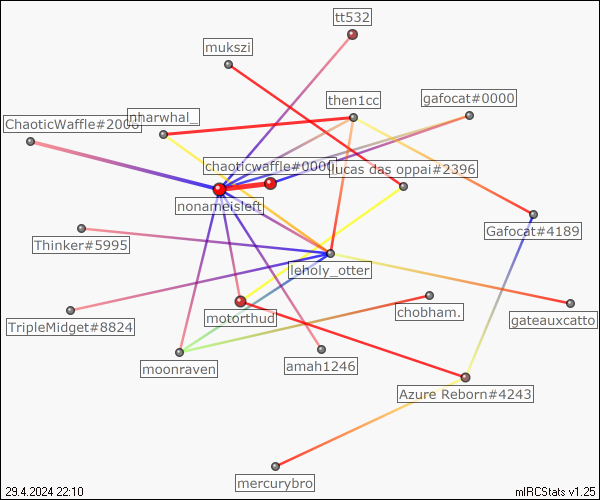 tt532
mukszi
then1cc
gafocat#0000
nharwhal_
ChaoticWaffle#2006
chaoticwaffle#0000
lucas das oppai#2396
nonameisleft
Gafocat#4189
Thinker#5995
leholy_otter
chobham.
motorthud
gateauxcatto
TripleMidget#8824
moonraven
amah1246
Azure Reborn#4243
mercurybro
29.4.2024 22:10
mIRCStats v1.25